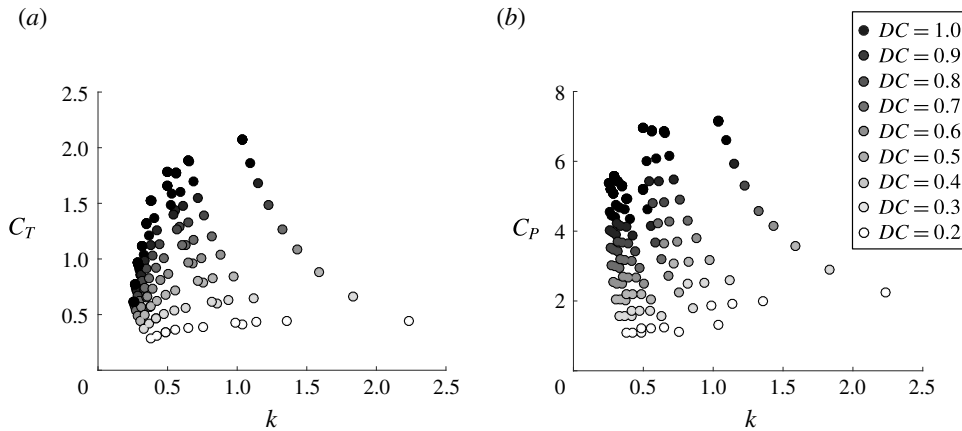 (a)
2.5
2.0
1.5
1.0
0.5
0
0.5
1.0
1.5
2.0
2.5
C_T
k
(b)
8
6
4
2
0
0.5
1.0
1.5
2.0
2.5
C_P
k
DC = 1.0
DC = 0.9
DC = 0.8
DC = 0.7
DC = 0.6
DC = 0.5
DC = 0.4
DC = 0.3
DC = 0.2